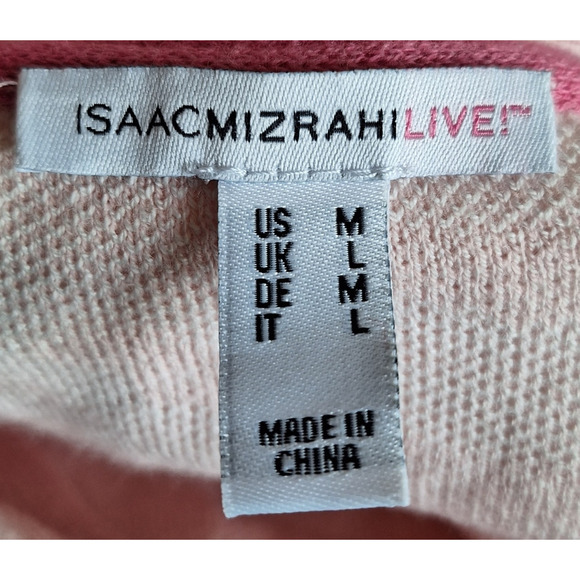 ISAACMIZRAHILIVE!™
US M
UK L
DE M
IT L
MADE IN
CHINA